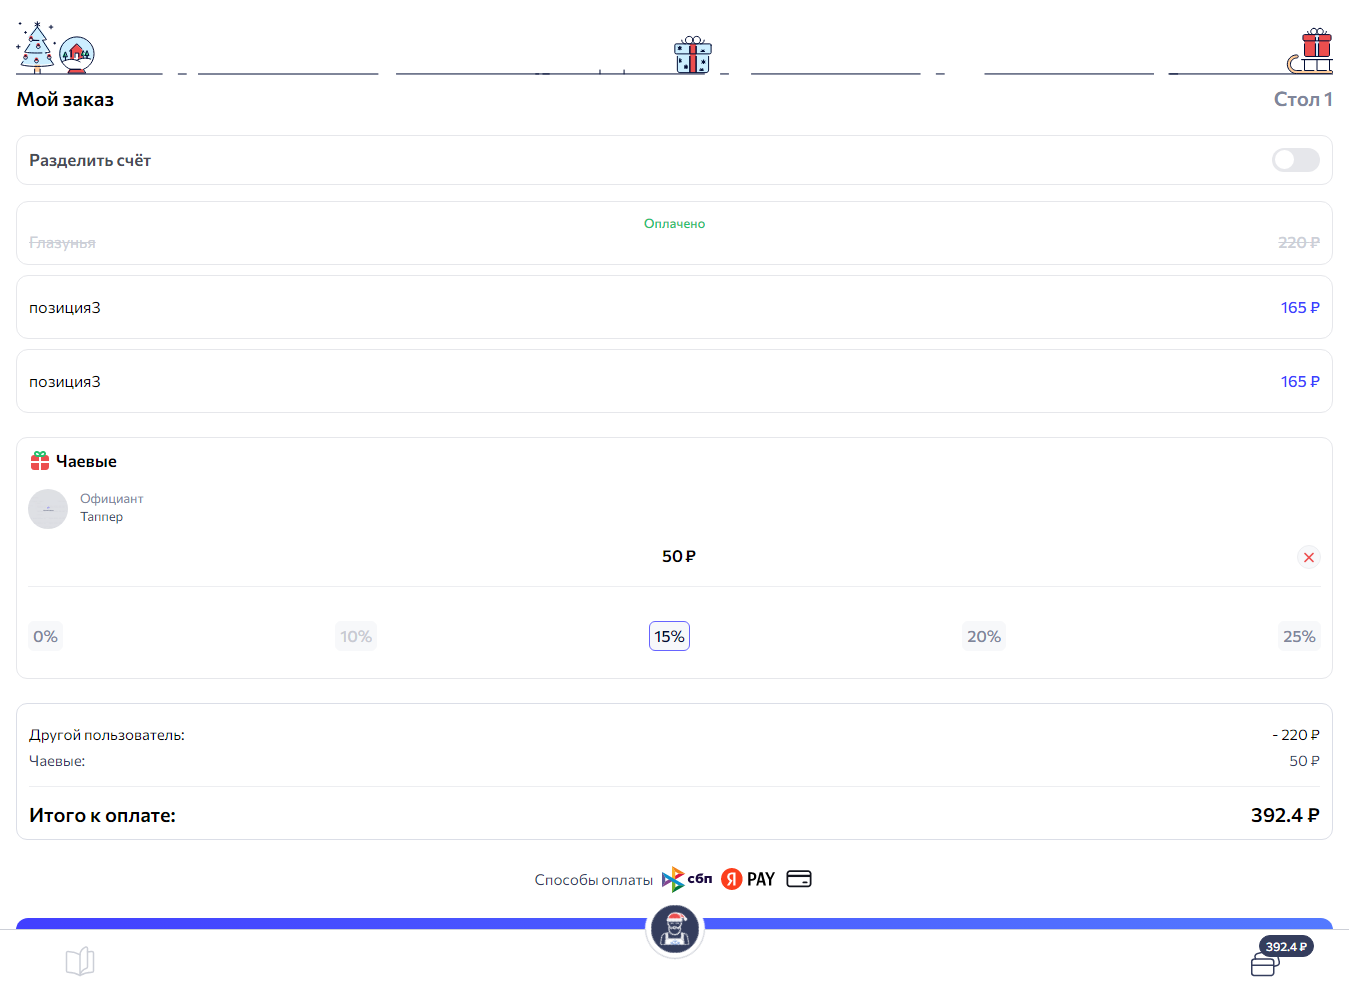 Мой заказ
Стол 1
Разделить счёт
Оплачено
Глазунья
220 ₽
позиция3
165 ₽
позиция3
165 ₽
Чаевые
Официант
Таппер
50 ₽
0%
10%
15%
20%
25%
Другой пользователь:
- 220 ₽
Чаевые:
50 ₽
Итого к оплате:
392.4 ₽
Способы оплаты
сбп
Я PAY
392.4 ₽